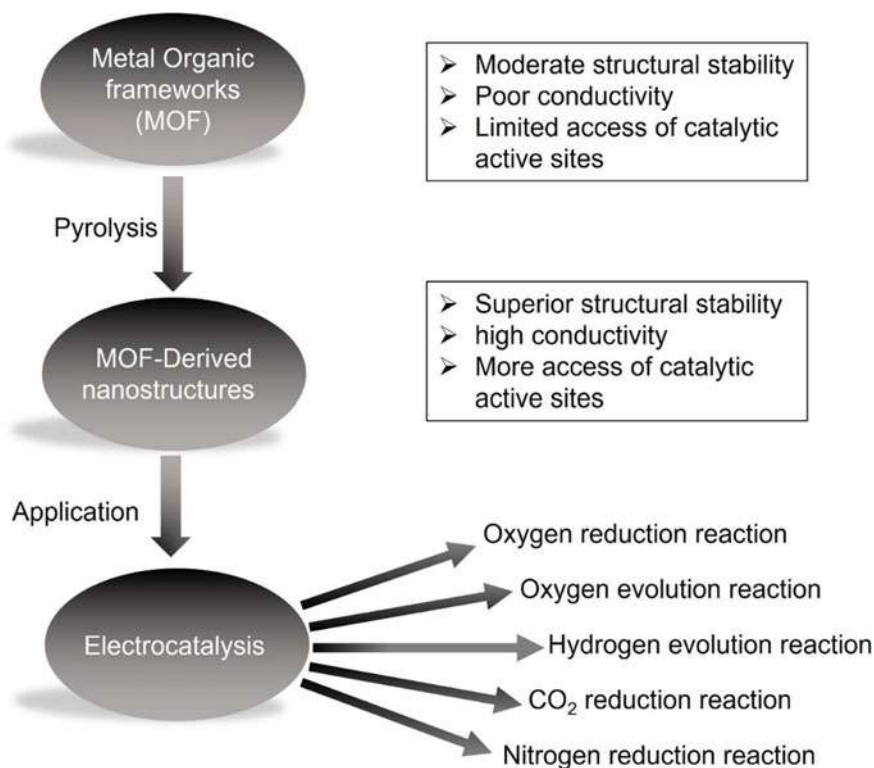 Metal Organic
frameworks
(MOF)
➢ Moderate structural stability
➢ Poor conductivity
➢ Limited access of catalytic
active sites
Pyrolysis
MOF-Derived
nanostructures
➢ Superior structural stability
➢ high conductivity
➢ More access of catalytic
active sites
Application
Electrocatalysis
Oxygen reduction reaction
Oxygen evolution reaction
Hydrogen evolution reaction
CO₂ reduction reaction
Nitrogen reduction reaction